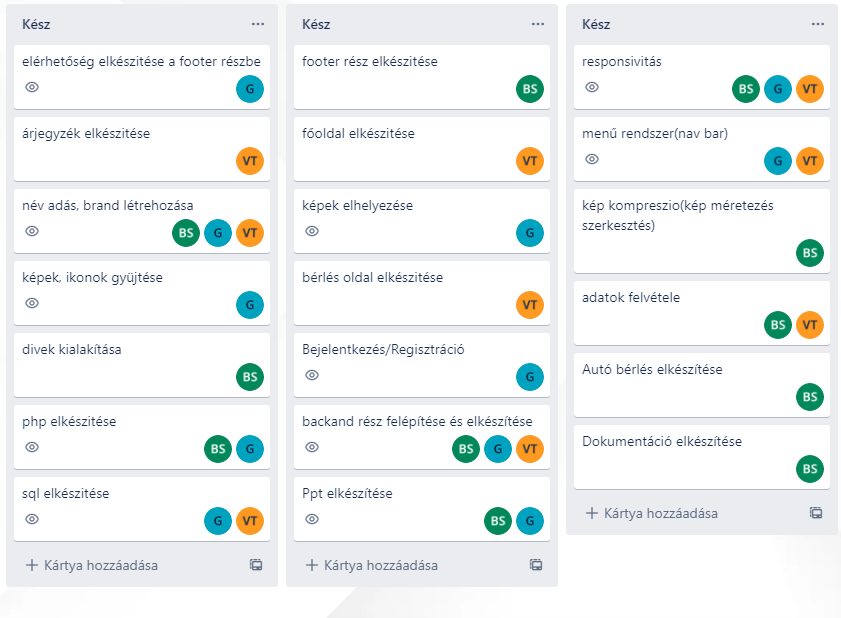 Kész
elérhetőség elkészitése a footer részbe
G
árjegyzék elkészitése
VT
név adás, brand létrehozása
BS G VT
képek, ikonok gyüjtése
G
divek kialakítása
BS
php elkészitése
BS G
sql elkészitése
G VT
+ Kártya hozzáadása
Kész
footer rész elkészitése
BS
főoldal elkészitése
VT
képek elhelyezése
G
bérlés oldal elkészitése
VT
Bejelentkezés/Regisztráció
G
backand rész felépítése és elkészítése
BS G VT
Ppt elkészítése
BS G
+ Kártya hozzáadása
Kész
responsivitás
BS G VT
menű rendszer(nav bar)
G VT
kép kompreszio(kép méretezés
szerkesztés)
BS
adatok felvétele
BS VT
Autó bérlés elkészítése
BS
Dokumentáció elkészítése
BS
+ Kártya hozzáadása